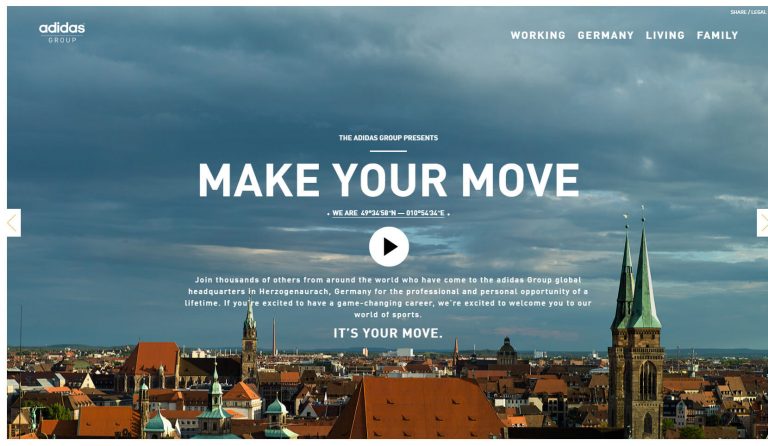 SHARE / LEGAL
adidas
GROUP
WORKING GERMANY LIVING FAMILY
THE ADIDAS GROUP PRESENTS
MAKE YOUR MOVE
• WE ARE 49°34'58"N — 010°54'34"E •
Join thousands of others from around the world who have come to the adidas Group global
headquarters in Herzogenaurach, Germany for the professional and personal opportunity of a
lifetime. If you're excited to have a game-changing career, we're excited to welcome you to our
world of sports.
IT'S YOUR MOVE.